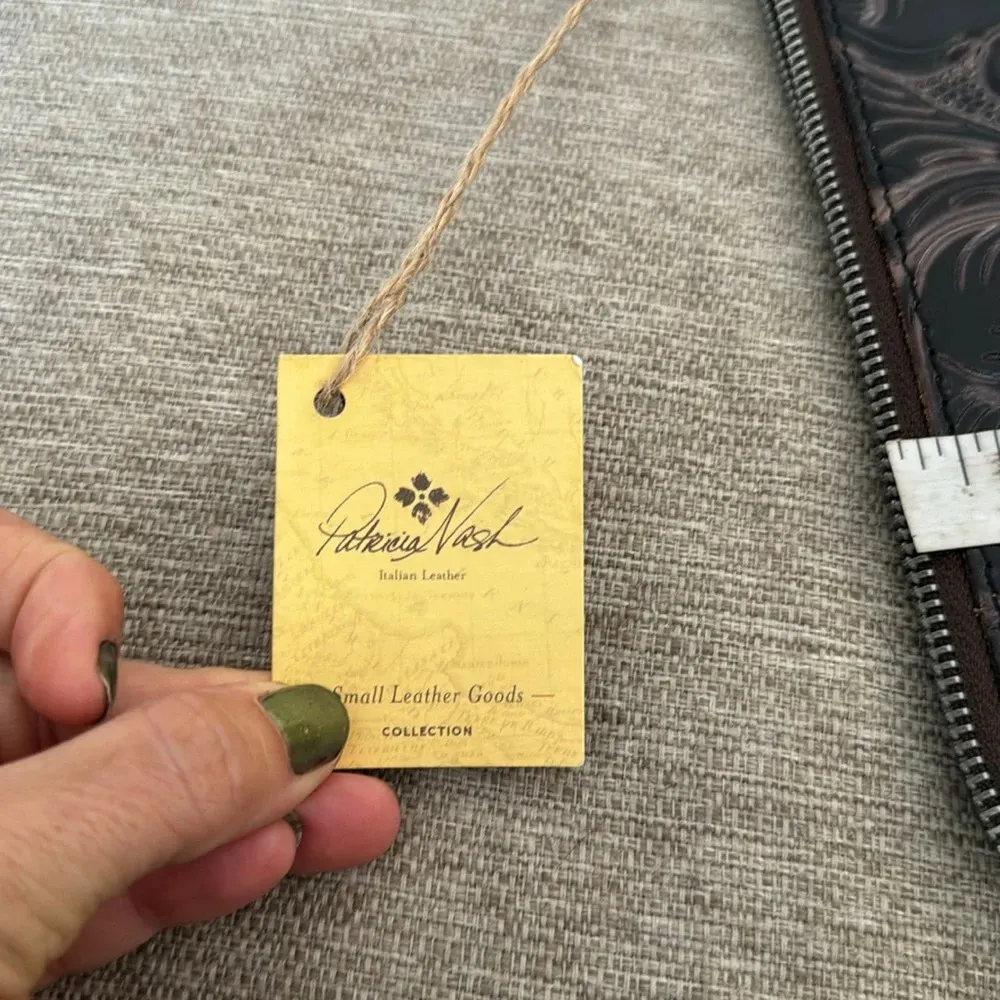 Patricia Nash
Italian Leather
Small Leather Goods —
COLLECTION